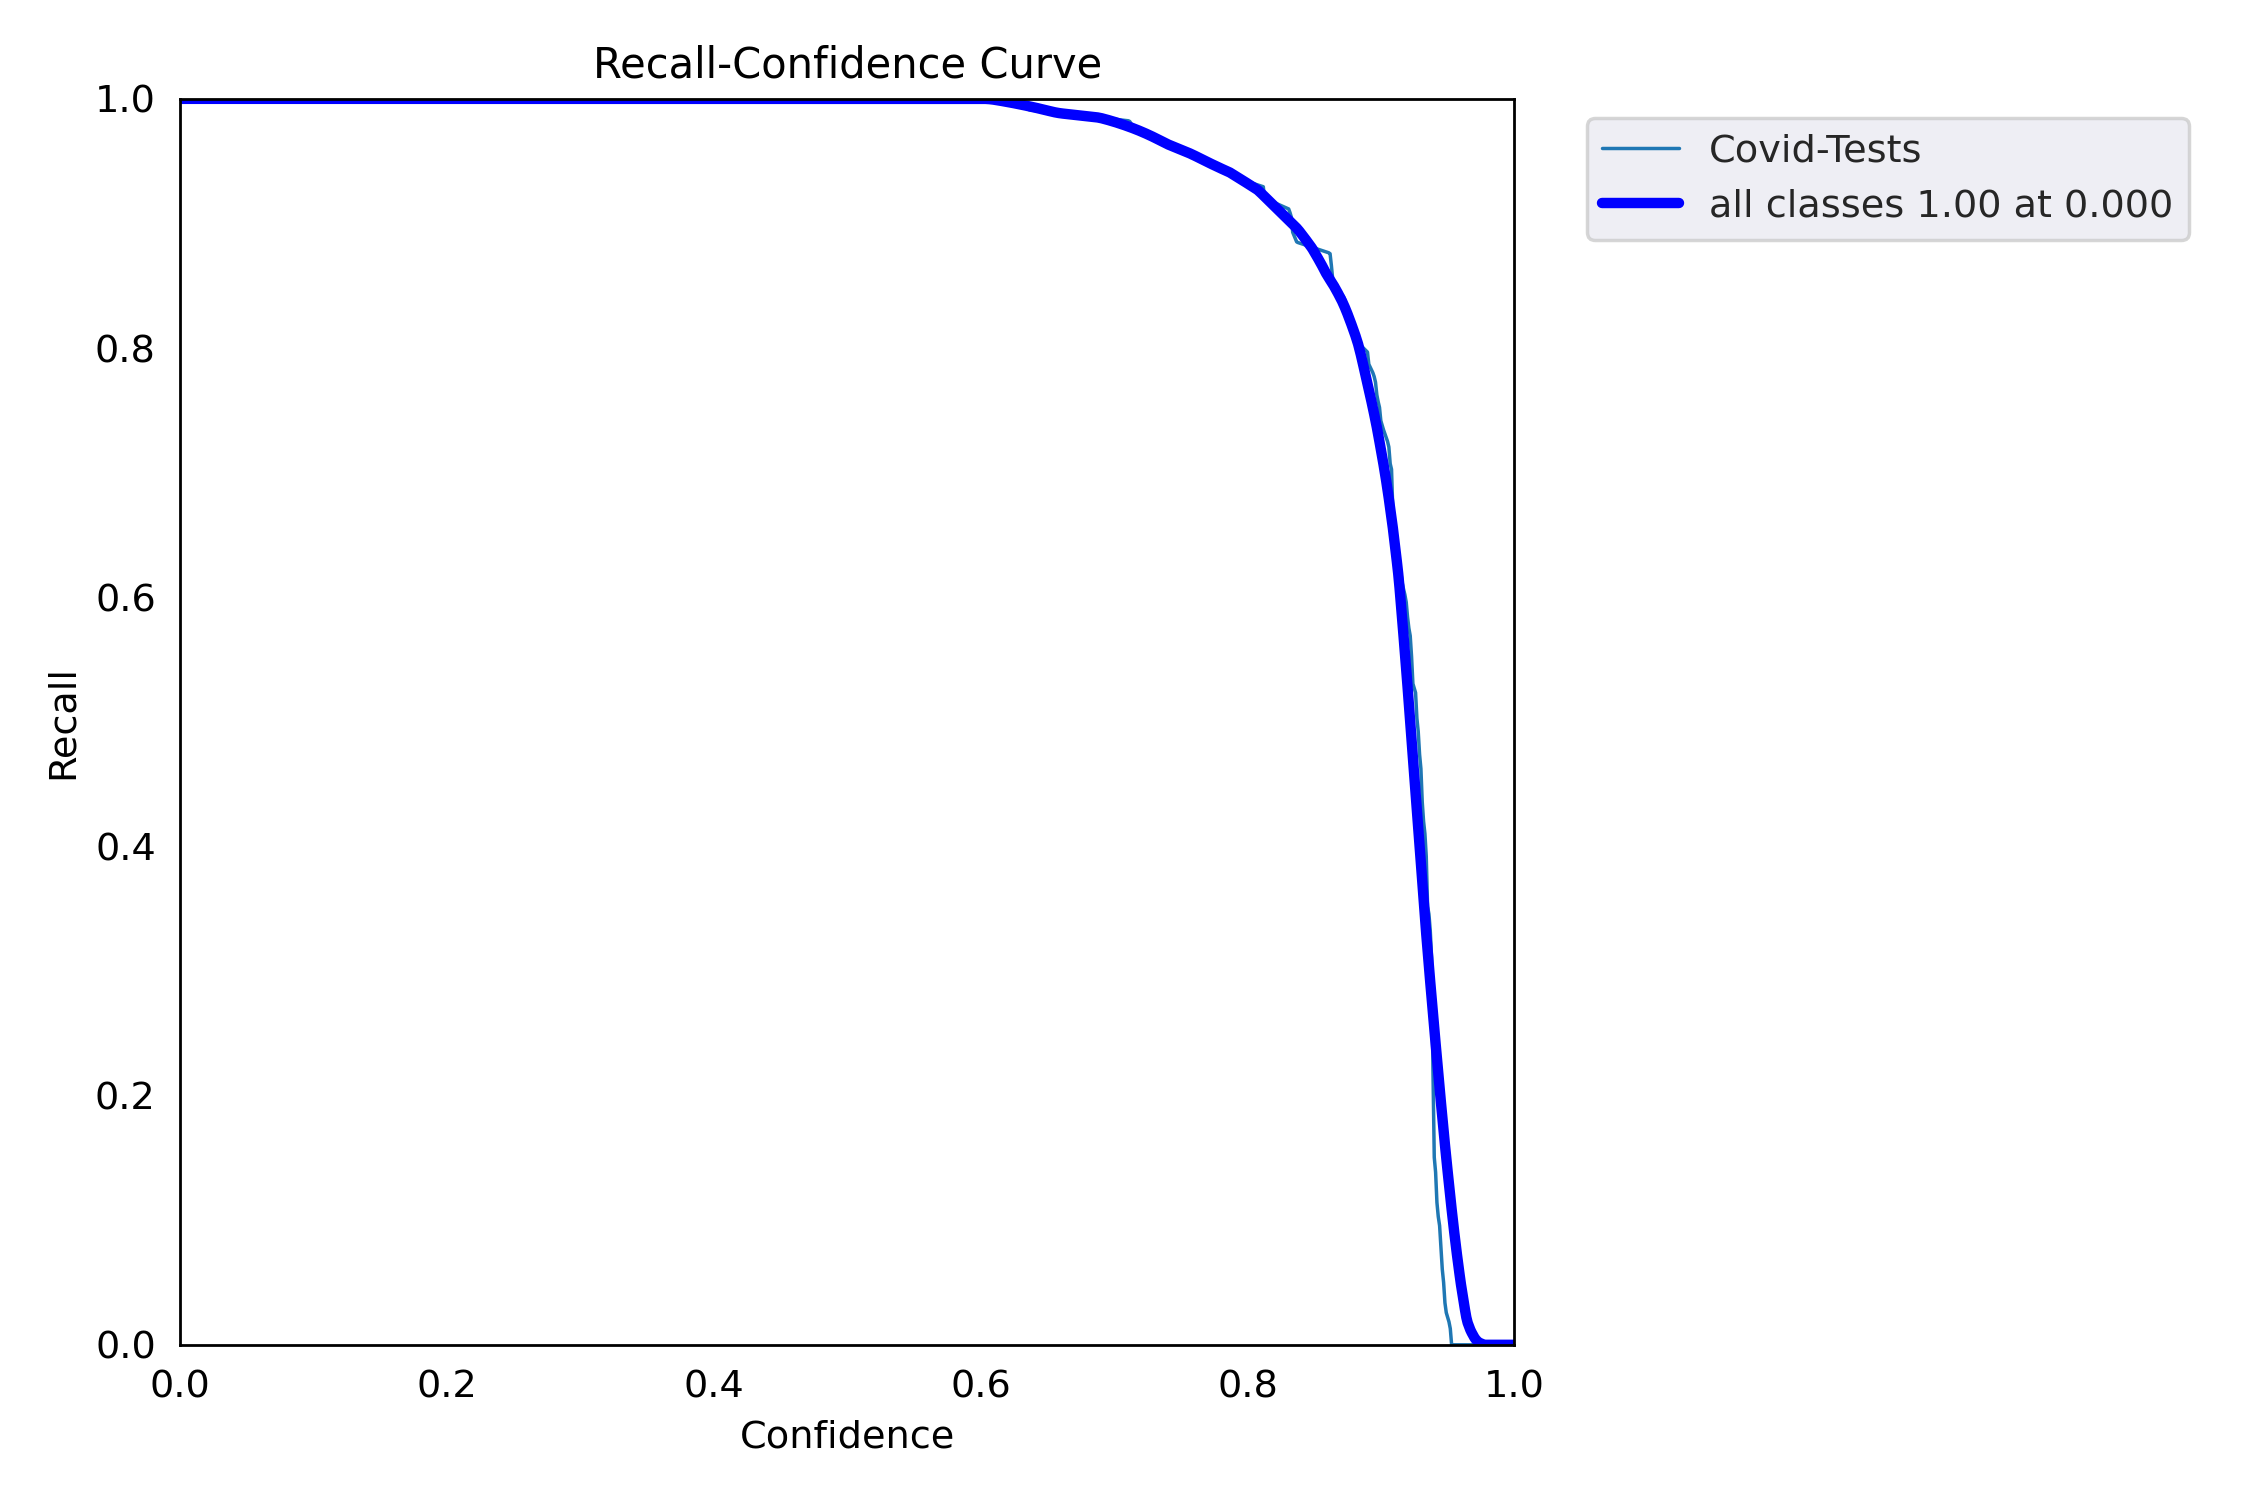 Recall-Confidence Curve
1.0
0.8
0.6
0.4
0.2
0.0
Recall
0.0 0.2 0.4 0.6 0.8 1.0
Confidence
Covid-Tests
all classes 1.00 at 0.000